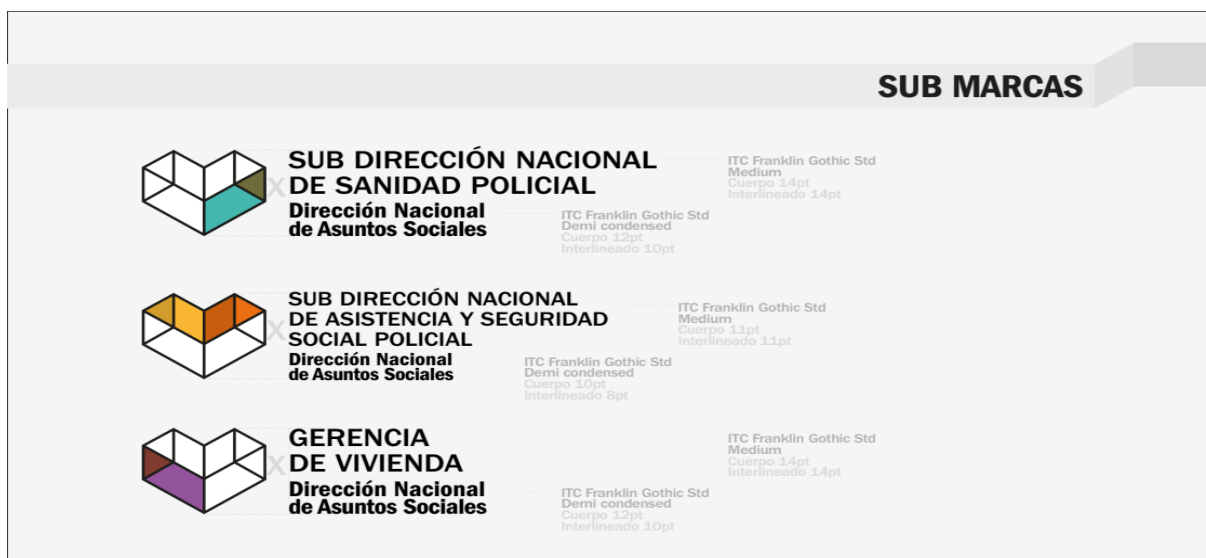 SUB MARCAS
SUB DIRECCIÓN NACIONAL
DE SANIDAD POLICIAL
Dirección Nacional
de Asuntos Sociales
X
ITC Franklin Gothic Std
Medium
Cuerpo 14pt
Interlineado 14pt
ITC Franklin Gothic Std
Demi condensed
Cuerpo 12pt
Interlineado 10pt
SUB DIRECCIÓN NACIONAL
DE ASISTENCIA Y SEGURIDAD
SOCIAL POLICIAL
Dirección Nacional
de Asuntos Sociales
X
ITC Franklin Gothic Std
Medium
Cuerpo 11pt
Interlineado 11pt
ITC Franklin Gothic Std
Demi condensed
Cuerpo 10pt
Interlineado 8pt
GERENCIA
DE VIVIENDA
Dirección Nacional
de Asuntos Sociales
X
ITC Franklin Gothic Std
Medium
Cuerpo 14pt
Interlineado 14pt
ITC Franklin Gothic Std
Demi condensed
Cuerpo 12pt
Interlineado 10pt